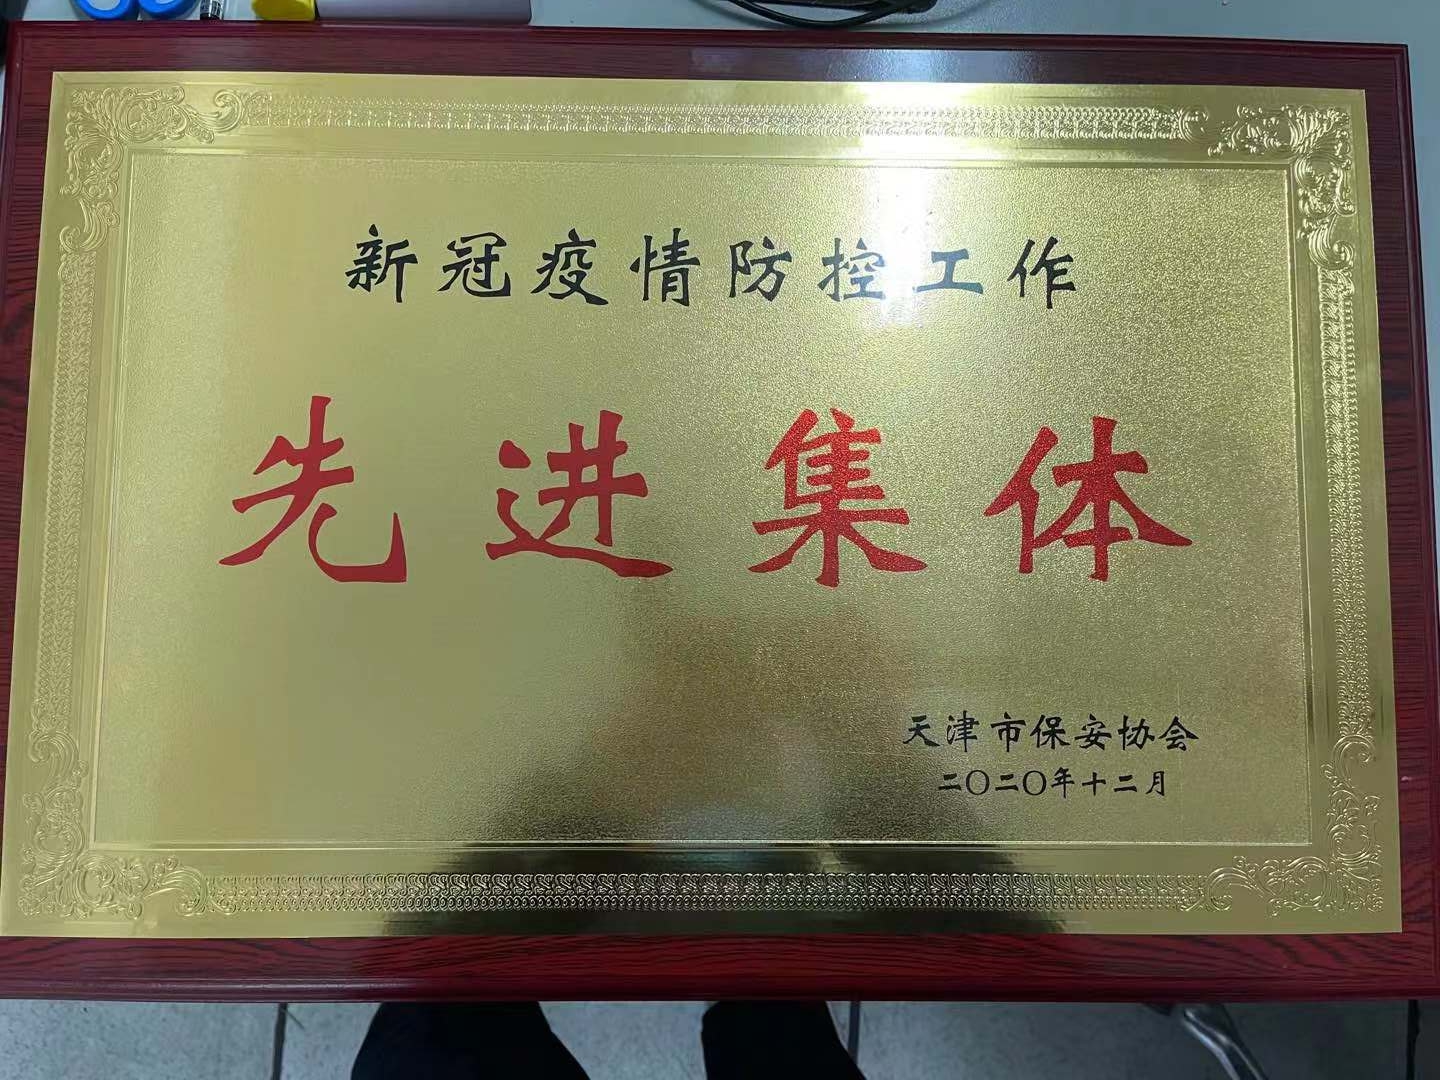 新冠疫情防控工作
先进集体
天津市保安协会
二〇二〇年十二月